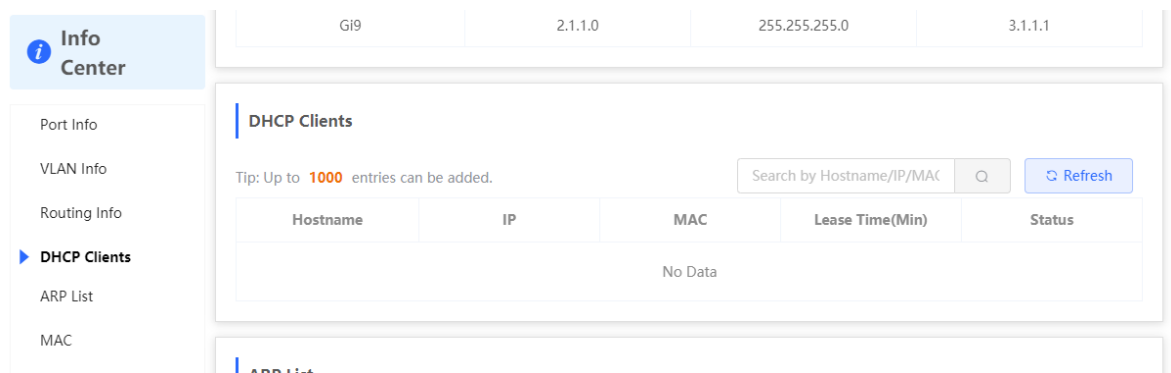 Info
Center
Port Info
VLAN Info
Routing Info
DHCP Clients
ARP List
MAC
Gi9 2.1.1.0 255.255.255.0 3.1.1.1
DHCP Clients
Tip: Up to 1000 entries can be added.
Search by Hostname/IP/MAC
Refresh
Hostname IP MAC Lease Time(Min) Status
No Data
ARP List